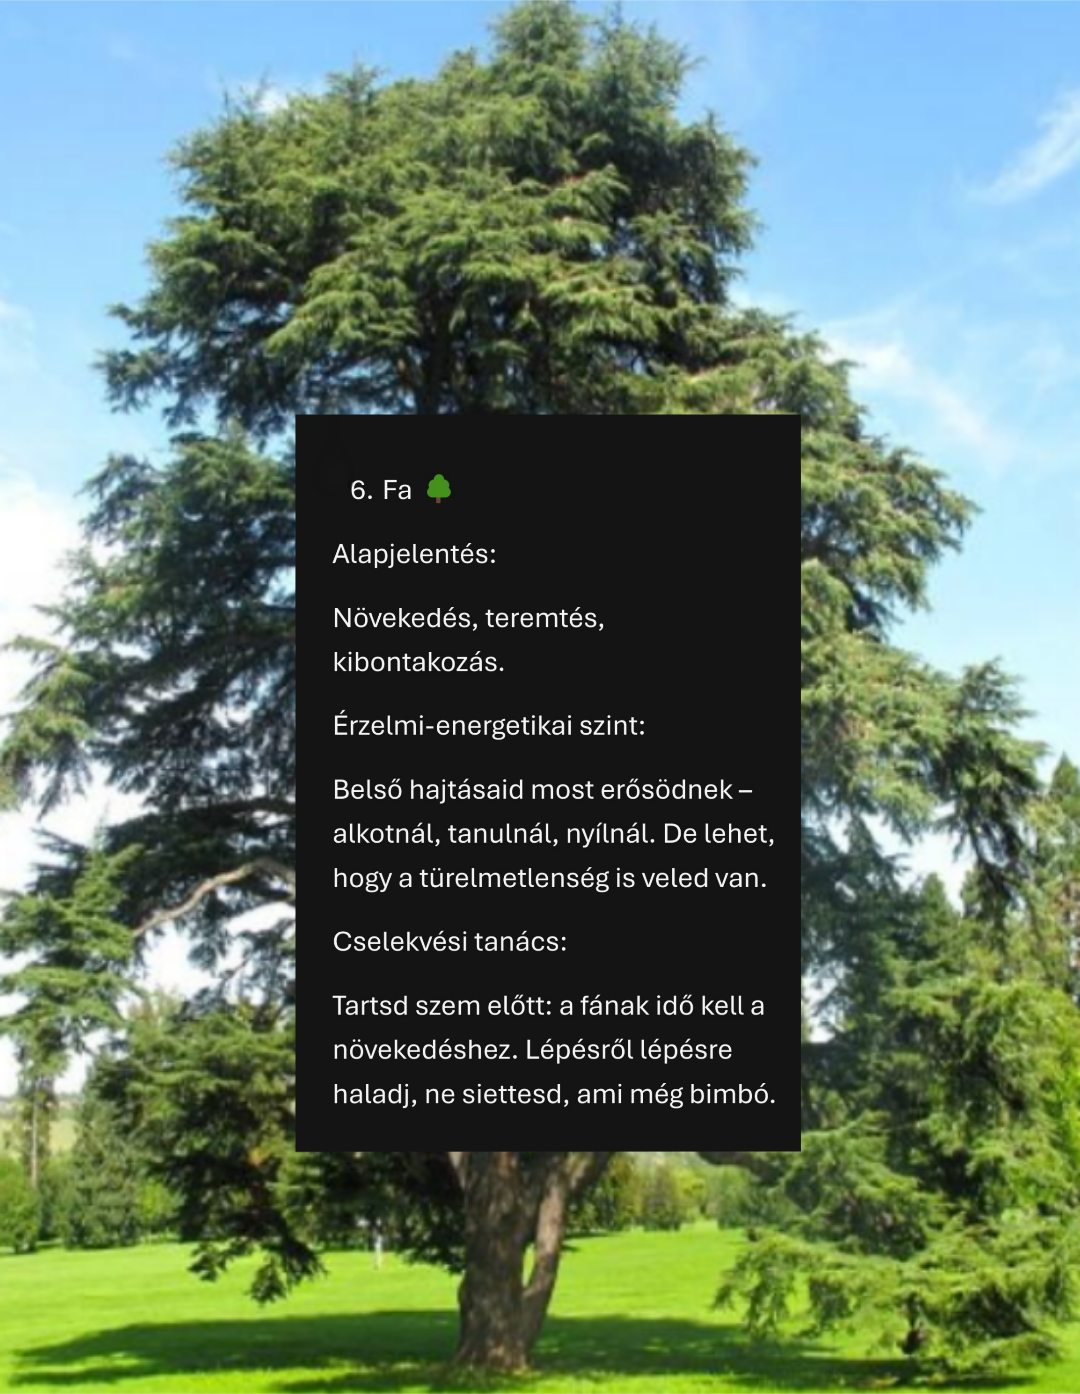 6. Fa 🌳
Alapjelentés:
Növekedés, teremtés,
kibontakozás.
Érzelmi-energetikai szint:
Belső hajtásaid most erősödnek –
alkotnál, tanulnál, nyílnál. De lehet,
hogy a türelmetlenség is veled van.
Cselekvési tanács:
Tartsd szem előtt: a fának idő kell a
növekedéshez. Lépésről lépésre
haladj, ne siettesd, ami még bimbó.